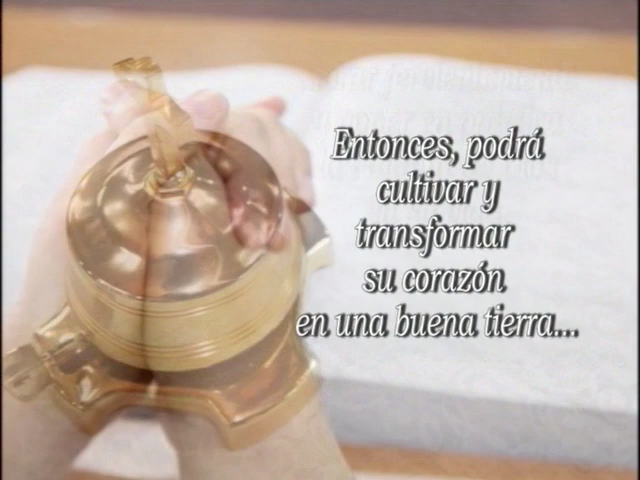 Entonces, podrá
cultivar y
transformar
su corazón
en una buena tierra...